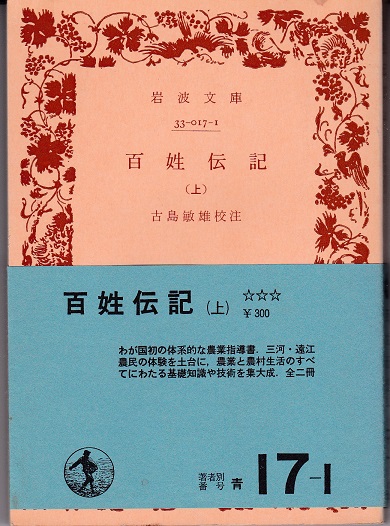 岩波文庫
33-017-1
百姓伝記
(上)
古島敏雄校注
百姓伝記(上) ☆☆☆
¥300
わが国初の体系的な農業指導書．三河・遠江
農民の体験を土台に，農業と農村生活のすべ
てにわたる基礎知識や技術を集大成．全二冊
著者別
番号 青 17-1